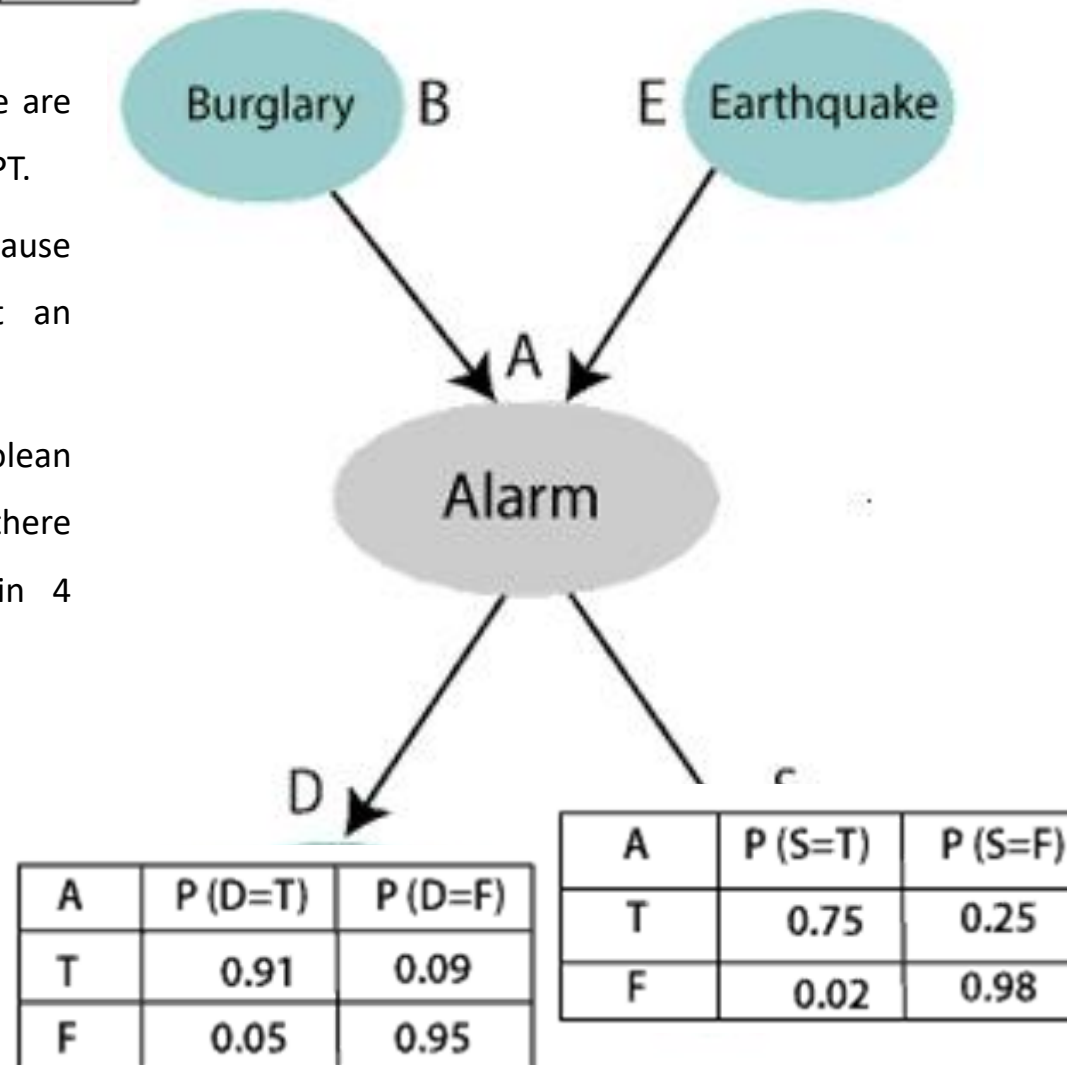 e are
PT.
ause
t an
olean
there
in 4
Burglary B
E Earthquake
A
Alarm
D
A P (D=T) P (D=F)
T 0.91 0.09
F 0.05 0.95
A P (S=T) P (S=F)
T 0.75 0.25
F 0.02 0.98